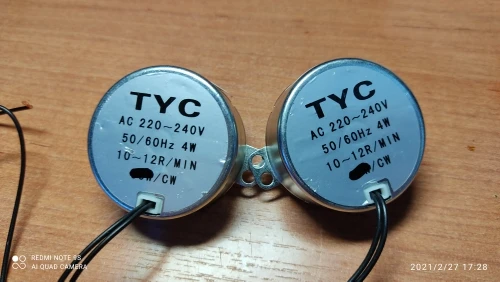 TYC
AC 220~240V
50/60Hz 4W
10~12R/MIN
/CW
TYC
AC 220~240V
50/60Hz 4W
10~12R/MIN
/CW
REDMI NOTE 9S
AI QUAD CAMERA
2021/2/27 17:28